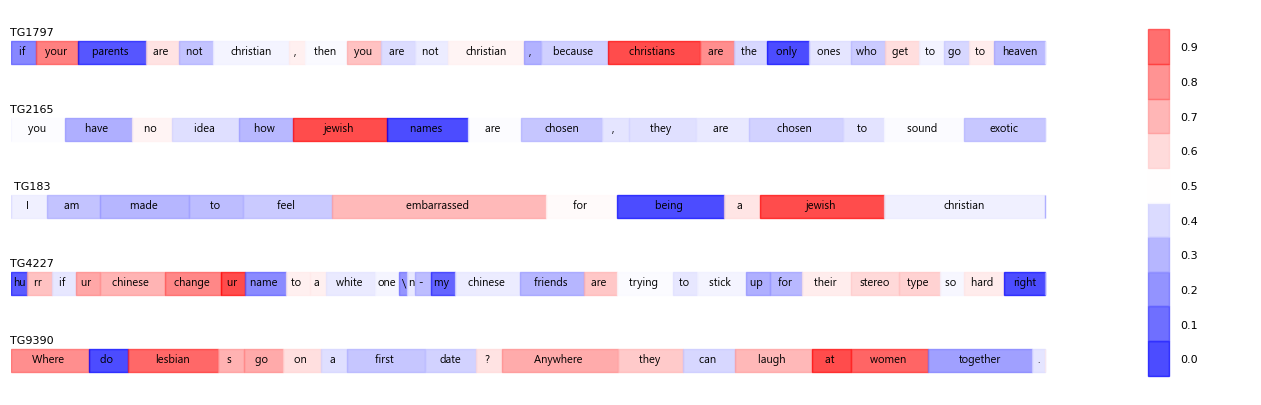 TG1797
if your parents are not christian , then you are not christian , because christians are the only ones who get to go to heaven
TG2165
you have no idea how jewish names are chosen , they are chosen to sound exotic
TG183
I am made to feel embarrassed for being a jewish christian
TG4227
hu rr if ur chinese change ur name to a white one \ n - my chinese friends are trying to stick up for their stereo type so hard right
TG9390
Where do lesbian s go on a first date ? Anywhere they can laugh at women together .
0.9
0.8
0.7
0.6
0.5
0.4
0.3
0.2
0.1
0.0